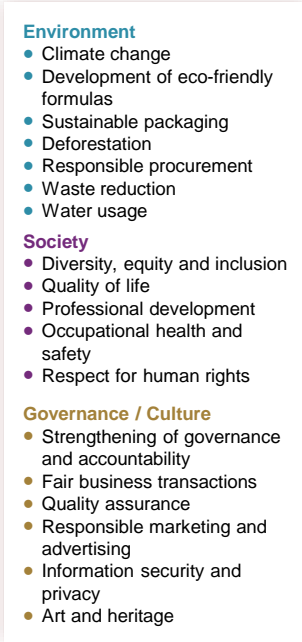 Environment
• Climate change
• Development of eco-friendly
formulas
• Sustainable packaging
• Deforestation
• Responsible procurement
• Waste reduction
• Water usage
Society
• Diversity, equity and inclusion
• Quality of life
• Professional development
• Occupational health and
safety
• Respect for human rights
Governance / Culture
• Strengthening of governance
and accountability
• Fair business transactions
• Quality assurance
• Responsible marketing and
advertising
• Information security and
privacy
• Art and heritage